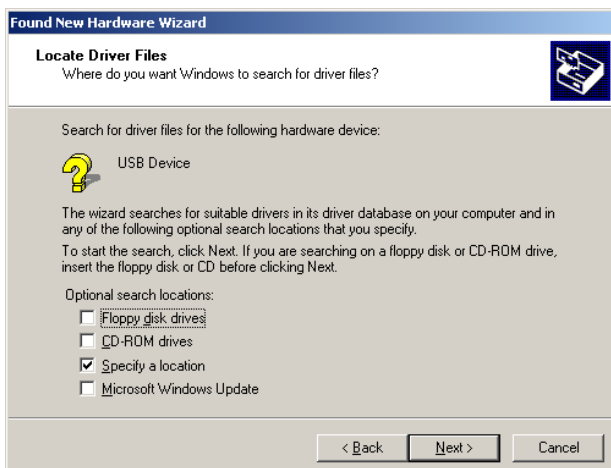 Found New Hardware Wizard
Locate Driver Files
Where do you want Windows to search for driver files?
Search for driver files for the following hardware device:
USB Device
The wizard searches for suitable drivers in its driver database on your computer and in
any of the following optional search locations that you specify.
To start the search, click Next. If you are searching on a floppy disk or CD-ROM drive,
insert the floppy disk or CD before clicking Next.
Optional search locations:
Floppy disk drives
CD-ROM drives
Specify a location
Microsoft Windows Update
< Back Next > Cancel